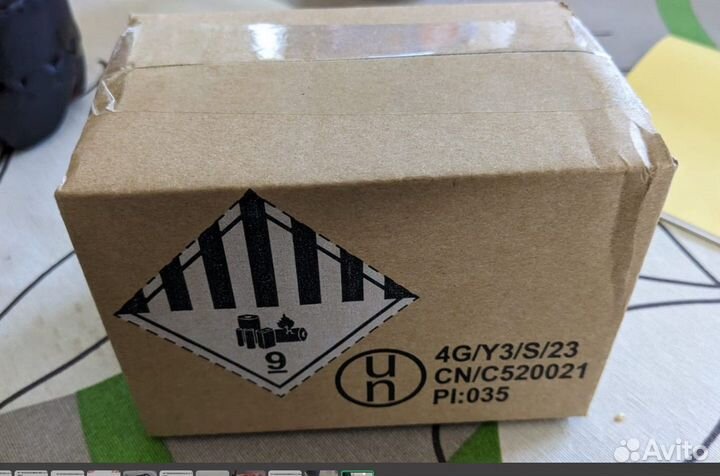 9
un
4G/Y3/S/23
CN/C520021
PI:035
Avito